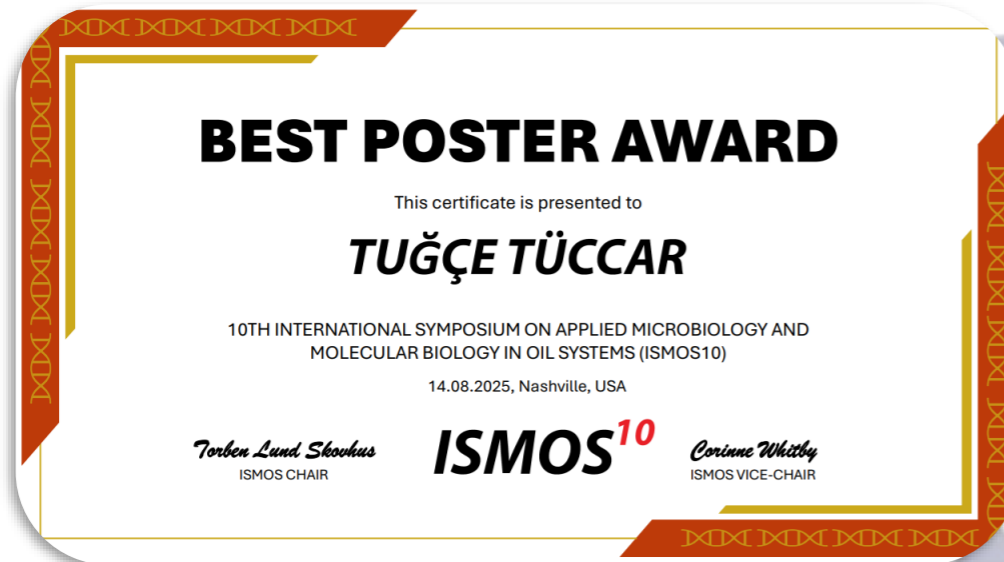 BEST POSTER AWARD
This certificate is presented to
TUĞÇE TÜCCAR
10TH INTERNATIONAL SYMPOSIUM ON APPLIED MICROBIOLOGY AND
MOLECULAR BIOLOGY IN OIL SYSTEMS (ISMOS10)
14.08.2025, Nashville, USA
Torben Lund Skovhus
ISMOS CHAIR
ISMOS10
Corinne Whitby
ISMOS VICE-CHAIR